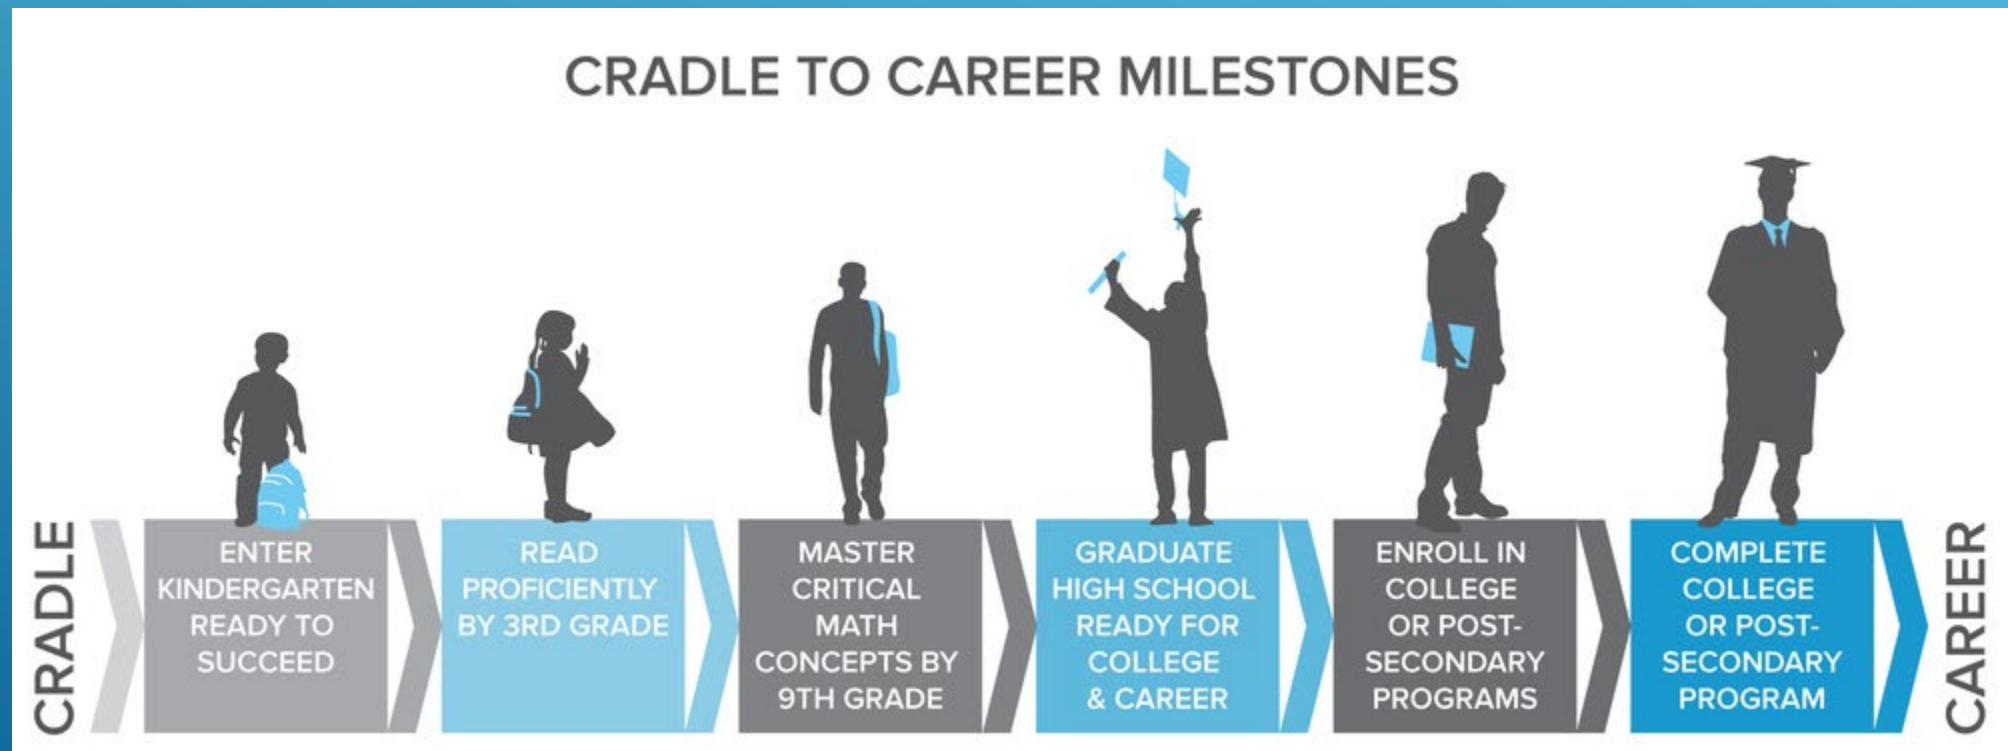 CRADLE TO CAREER MILESTONES
CRADLE
ENTER
KINDERGARTEN
READY TO
SUCCEED
READ
PROFICIENTLY
BY 3RD GRADE
MASTER
CRITICAL
MATH
CONCEPTS BY
9TH GRADE
GRADUATE
HIGH SCHOOL
READY FOR
COLLEGE
& CAREER
ENROLL IN
COLLEGE
OR POST-
SECONDARY
PROGRAMS
COMPLETE
COLLEGE
OR POST-
SECONDARY
PROGRAM
CAREER